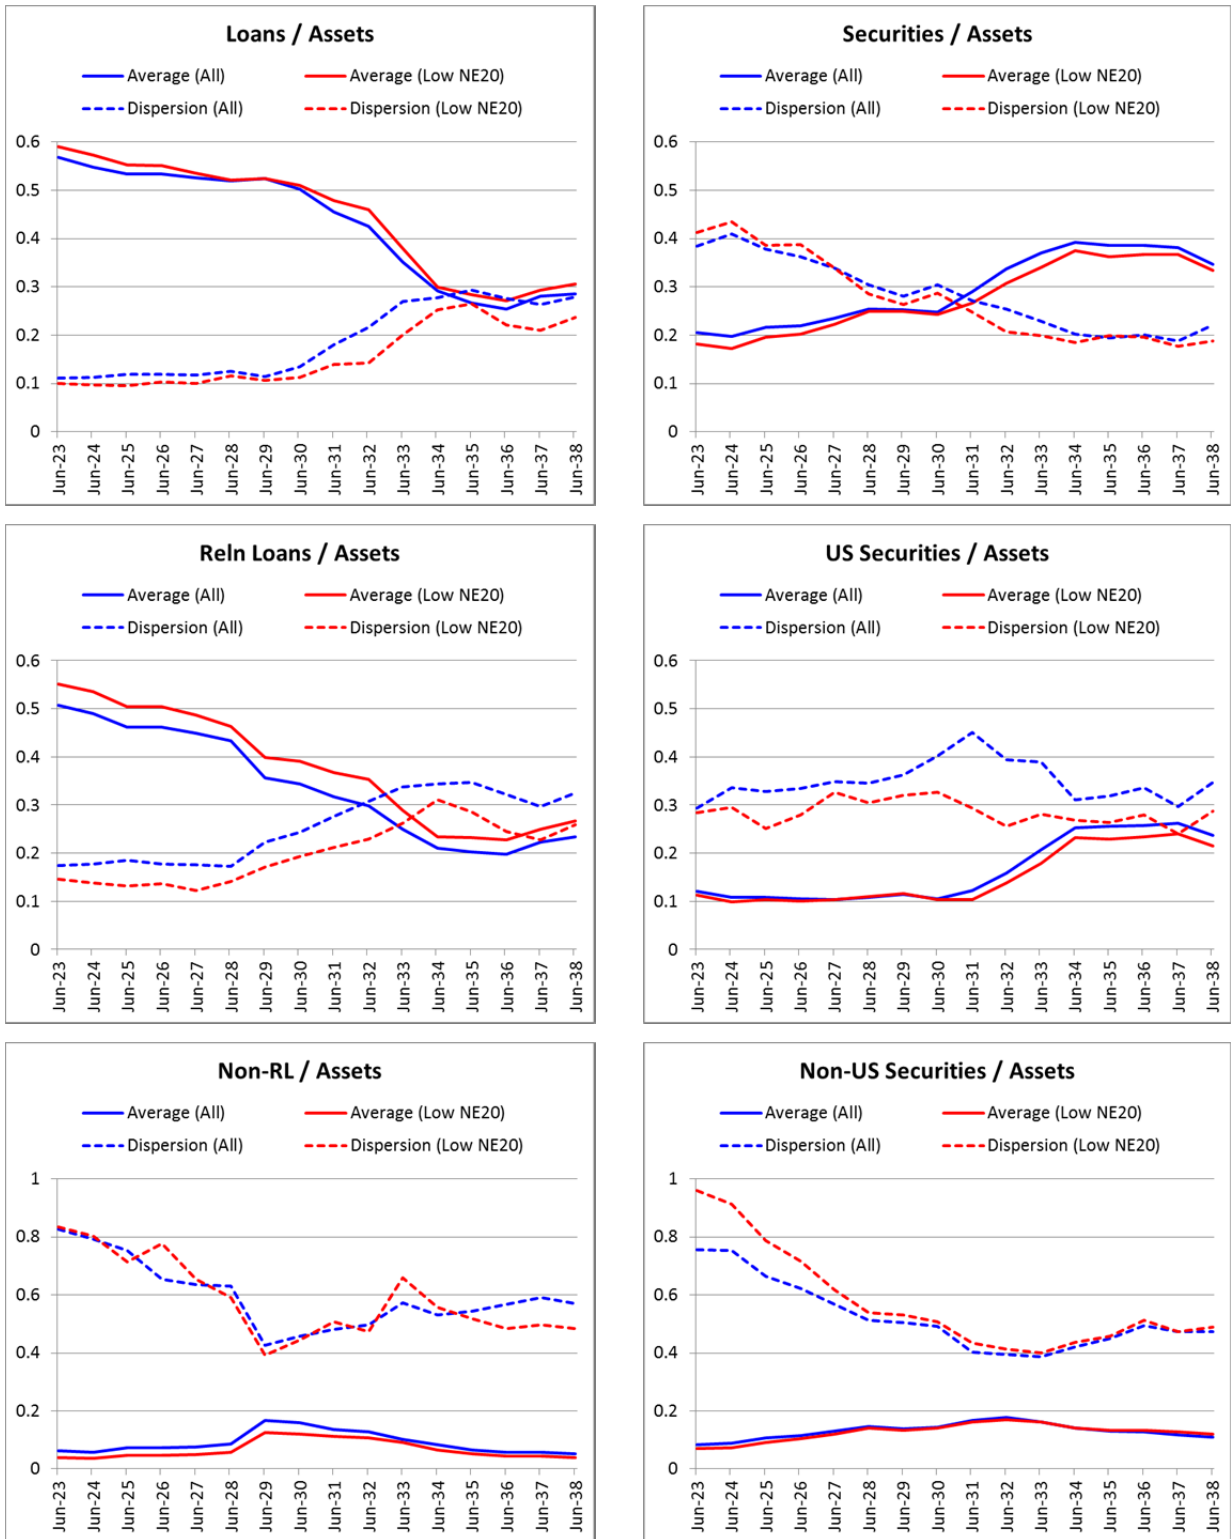 Loans / Assets
Average (All) Average (Low NE20)
Dispersion (All) Dispersion (Low NE20)
0.6
0.5
0.4
0.3
0.2
0.1
0
Jun-23 Jun-24 Jun-25 Jun-26 Jun-27 Jun-28 Jun-29 Jun-30 Jun-31 Jun-32 Jun-33 Jun-34 Jun-35 Jun-36 Jun-37 Jun-38
Securities / Assets
Average (All) Average (Low NE20)
Dispersion (All) Dispersion (Low NE20)
0.6
0.5
0.4
0.3
0.2
0.1
0
Jun-23 Jun-24 Jun-25 Jun-26 Jun-27 Jun-28 Jun-29 Jun-30 Jun-31 Jun-32 Jun-33 Jun-34 Jun-35 Jun-36 Jun-37 Jun-38
Reln Loans / Assets
Average (All) Average (Low NE20)
Dispersion (All) Dispersion (Low NE20)
0.6
0.5
0.4
0.3
0.2
0.1
0
Jun-23 Jun-24 Jun-25 Jun-26 Jun-27 Jun-28 Jun-29 Jun-30 Jun-31 Jun-32 Jun-33 Jun-34 Jun-35 Jun-36 Jun-37 Jun-38
US Securities / Assets
Average (All) Average (Low NE20)
Dispersion (All) Dispersion (Low NE20)
0.6
0.5
0.4
0.3
0.2
0.1
0
Jun-23 Jun-24 Jun-25 Jun-26 Jun-27 Jun-28 Jun-29 Jun-30 Jun-31 Jun-32 Jun-33 Jun-34 Jun-35 Jun-36 Jun-37 Jun-38
Non-RL / Assets
Average (All) Average (Low NE20)
Dispersion (All) Dispersion (Low NE20)
1
0.8
0.6
0.4
0.2
0
Jun-23 Jun-24 Jun-25 Jun-26 Jun-27 Jun-28 Jun-29 Jun-30 Jun-31 Jun-32 Jun-33 Jun-34 Jun-35 Jun-36 Jun-37 Jun-38
Non-US Securities / Assets
Average (All) Average (Low NE20)
Dispersion (All) Dispersion (Low NE20)
1
0.8
0.6
0.4
0.2
0
Jun-23 Jun-24 Jun-25 Jun-26 Jun-27 Jun-28 Jun-29 Jun-30 Jun-31 Jun-32 Jun-33 Jun-34 Jun-35 Jun-36 Jun-37 Jun-38